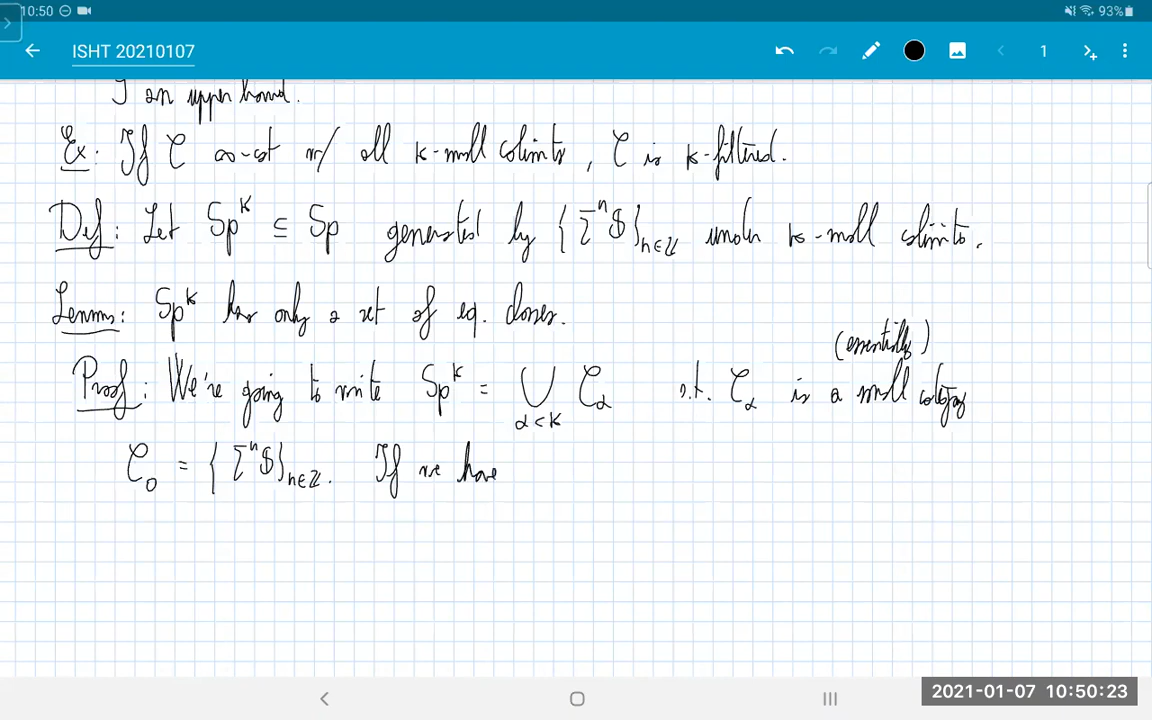 10:50
93%
ISHT 20210107
1
I an upper bound.
Ex: If C ∞-cat w/ all κ-small colimits, C is κ-filtered.
Def: Let Sp^κ ⊆ Sp generated by {Σ^n $}_{n∈ℤ} under κ-small colimits.
Lemma: Sp^κ has only a set of eq. classes.
(essentially)
Proof: We're going to write Sp^κ = ∪_{α<κ} C_α s.t. C_α is a small category
C_0 = {Σ^n $}_{n∈ℤ}. If we have
2021-01-07 10:50:23